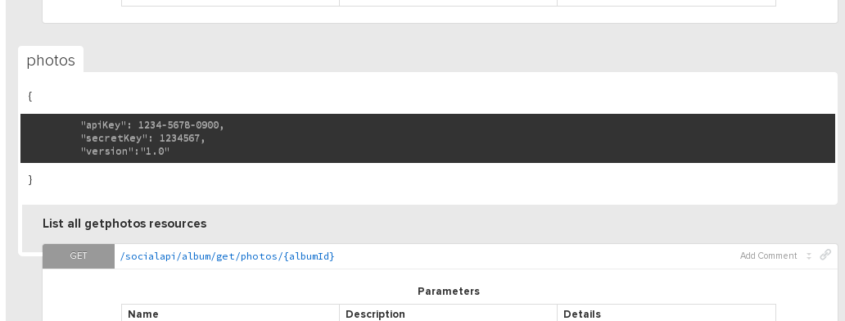 photos
{
"apiKey": 1234-5678-0900,
"secretKey": 1234567,
"version":"1.0"
}
List all getphotos resources
GET /socialapi/album/get/photos/{albumId} Add Comment
Parameters
Name Description Details